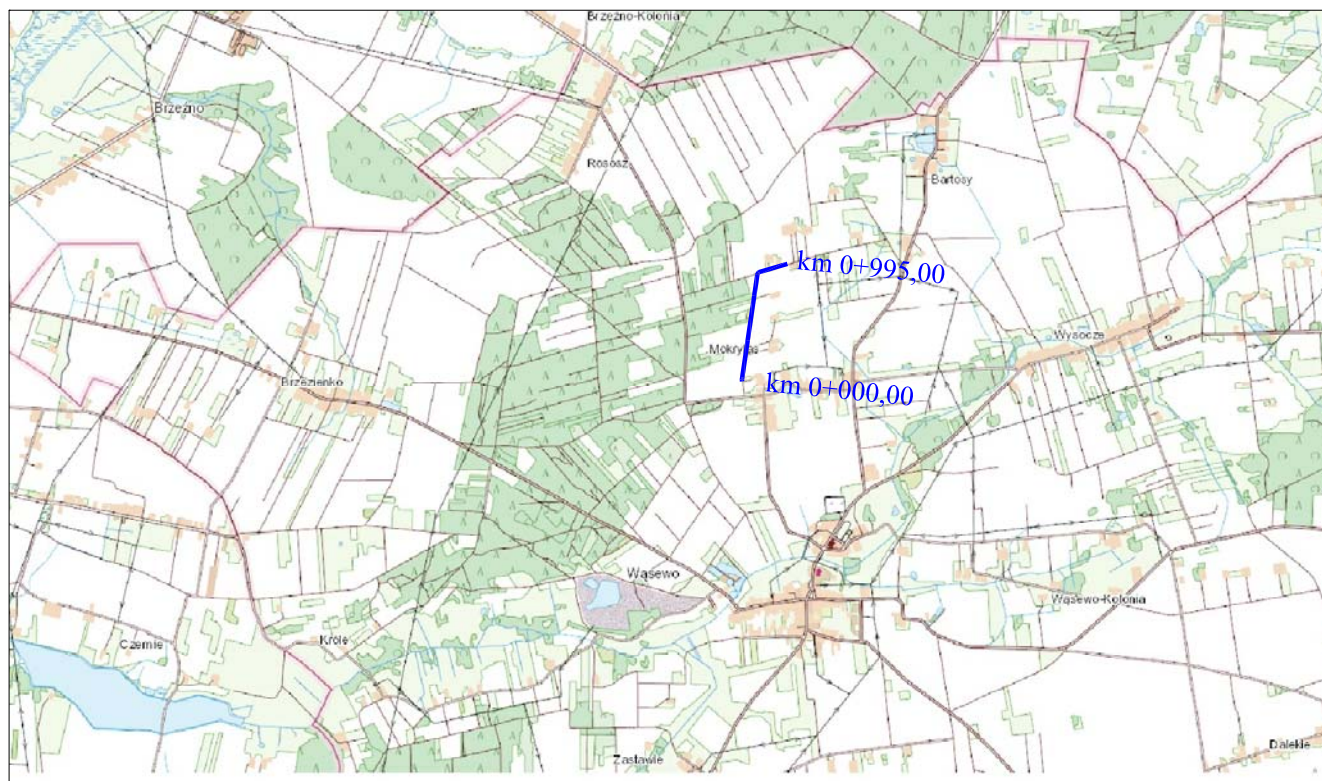 Brzeźno-Kolonia
Brzeźno
Rososz
Bartosy
km 0+995,00
Wysocze
Mokrylas
Brzezienko
km 0+000,00
Wąsewo
Wąsewo-Kolonia
Czernie
Króle
Zastawie
Dalekie